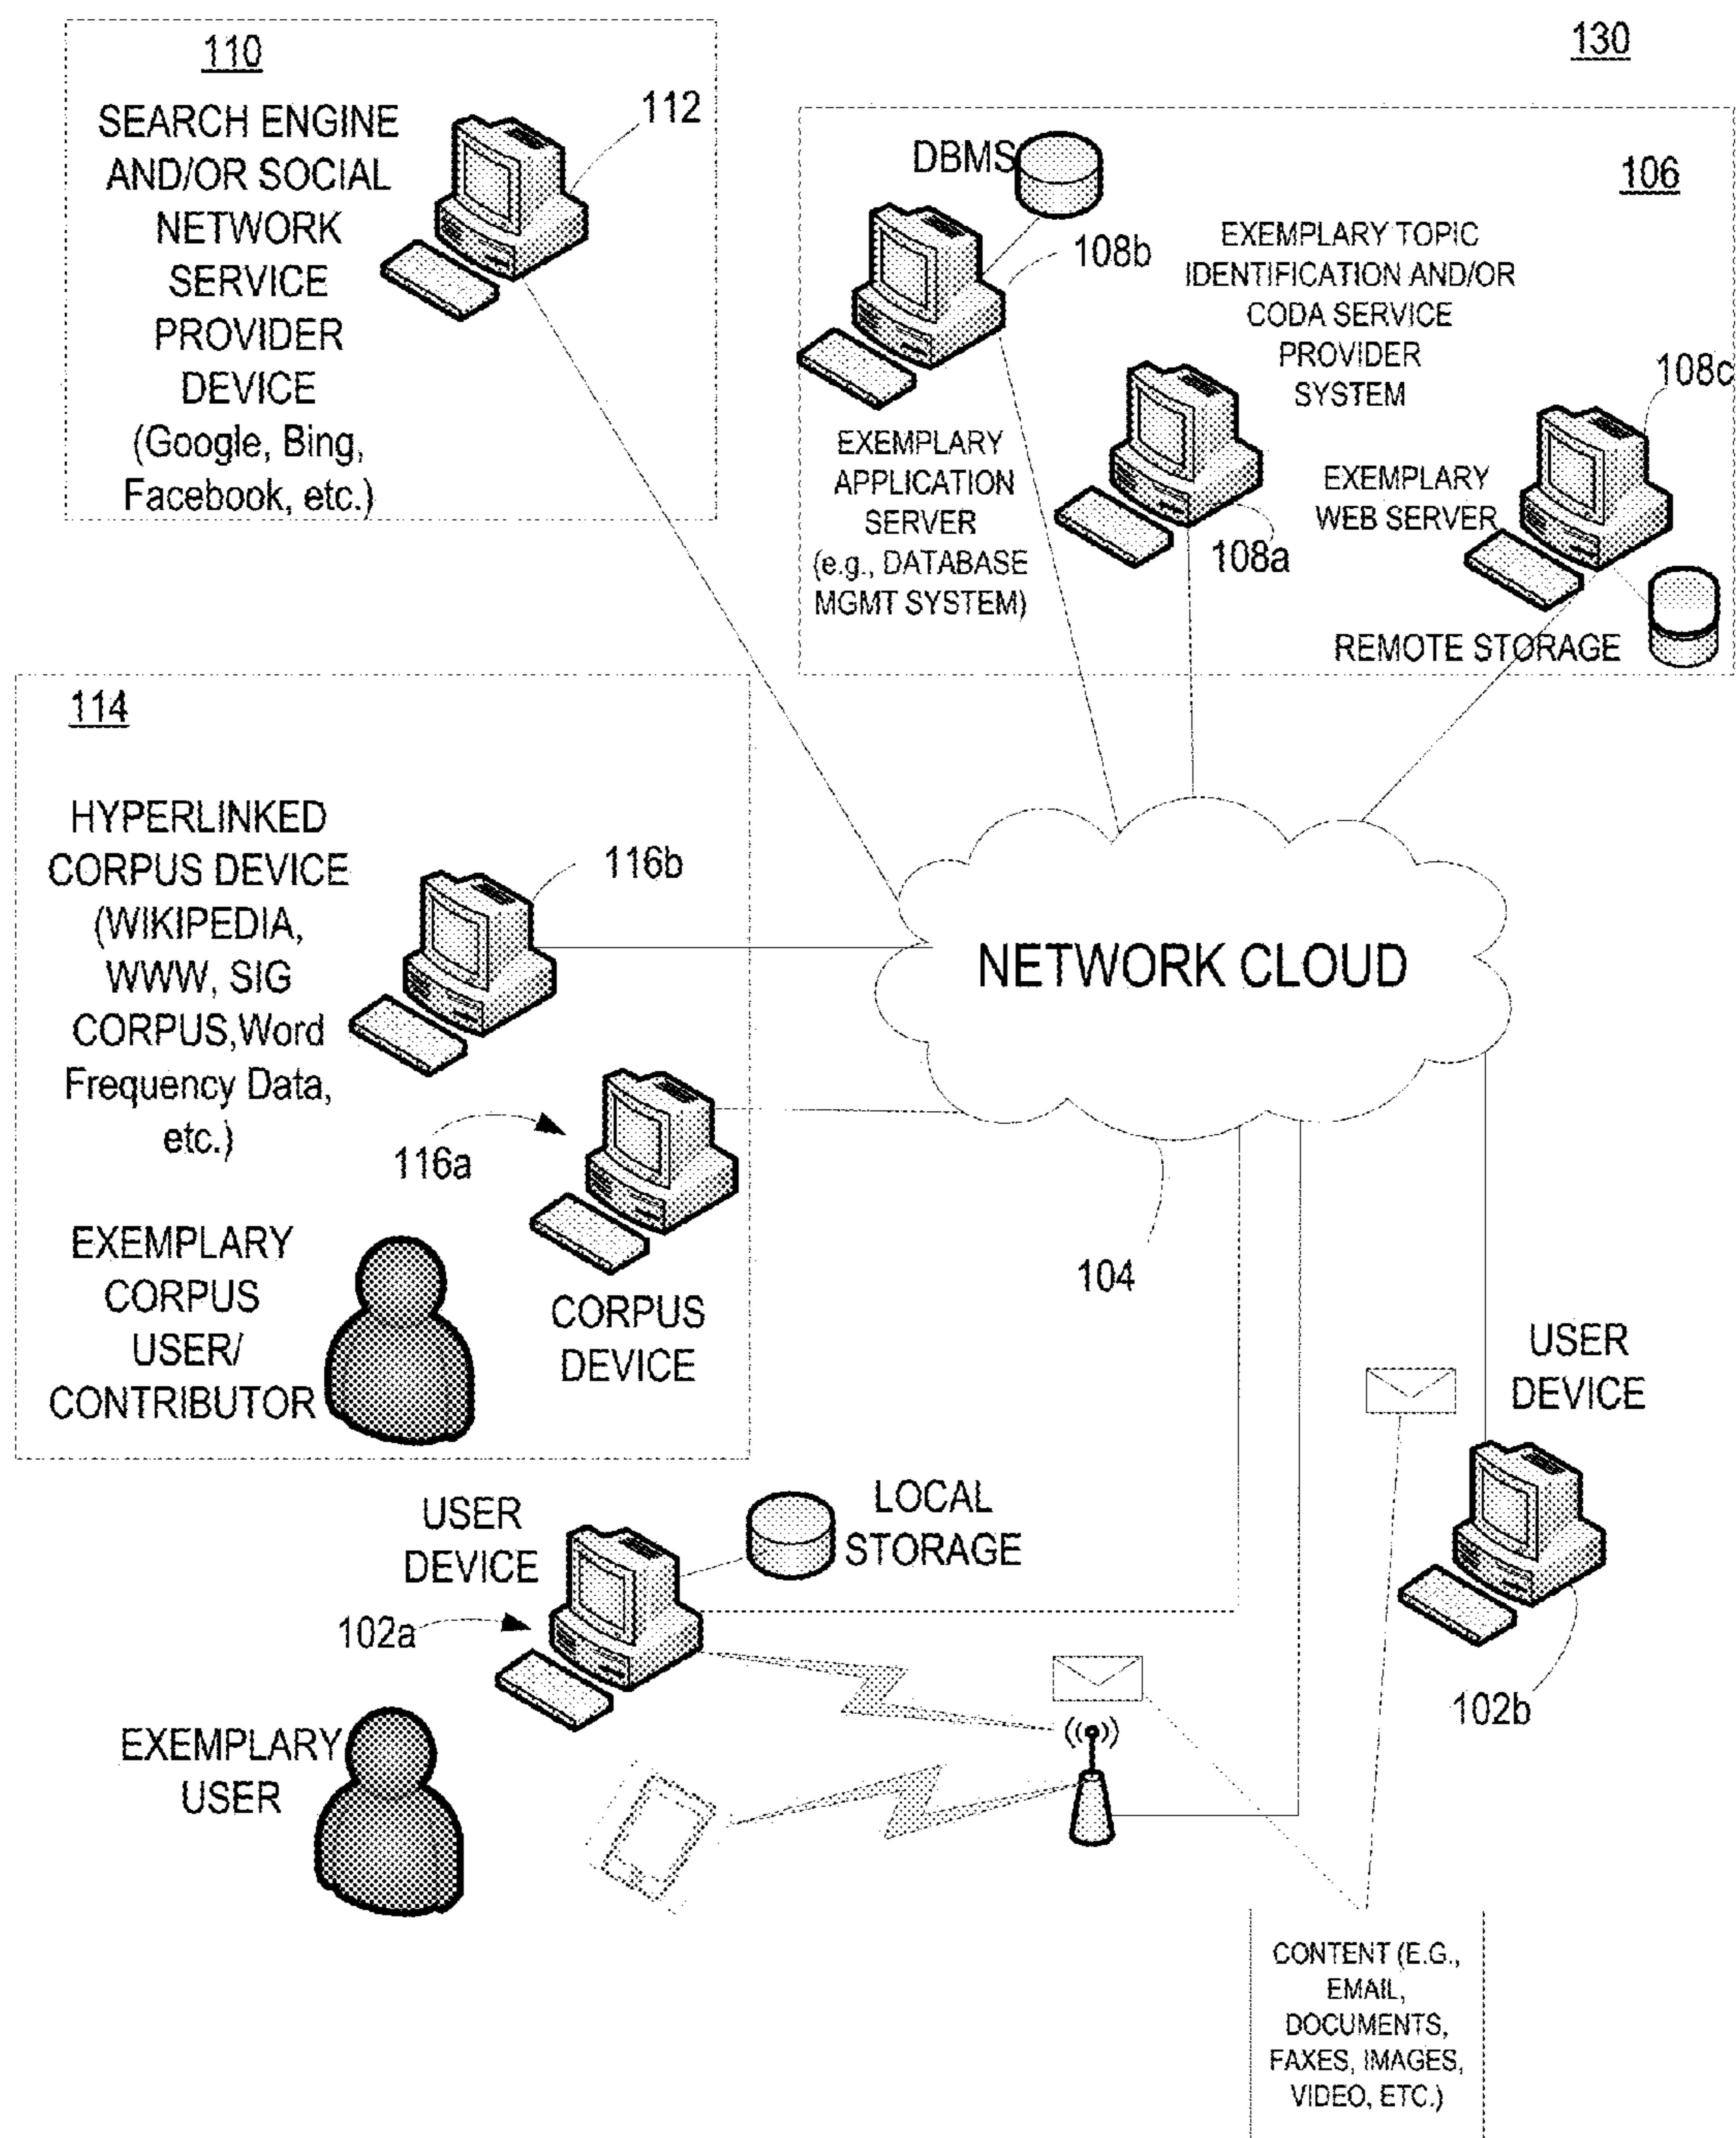 110
SEARCH ENGINE
AND/OR SOCIAL
NETWORK
SERVICE
PROVIDER
DEVICE
(Google, Bing,
Facebook, etc.)
112
130
106
DBMS
108b
EXEMPLARY TOPIC
IDENTIFICATION AND/OR
CODA SERVICE
PROVIDER
SYSTEM
108c
EXEMPLARY
APPLICATION
SERVER
(e.g., DATABASE
MGMT SYSTEM)
108a
EXEMPLARY
WEB SERVER
REMOTE STORAGE
114
HYPERLINKED
CORPUS DEVICE
(WIKIPEDIA,
WWW, SIG
CORPUS,Word
Frequency Data,
etc.)
116b
116a
NETWORK CLOUD
104
EXEMPLARY
CORPUS
USER/
CONTRIBUTOR
CORPUS
DEVICE
USER
DEVICE
102b
USER
DEVICE
LOCAL
STORAGE
102a
EXEMPLARY
USER
CONTENT (E.G.,
EMAIL,
DOCUMENTS,
FAXES, IMAGES,
VIDEO, ETC.)